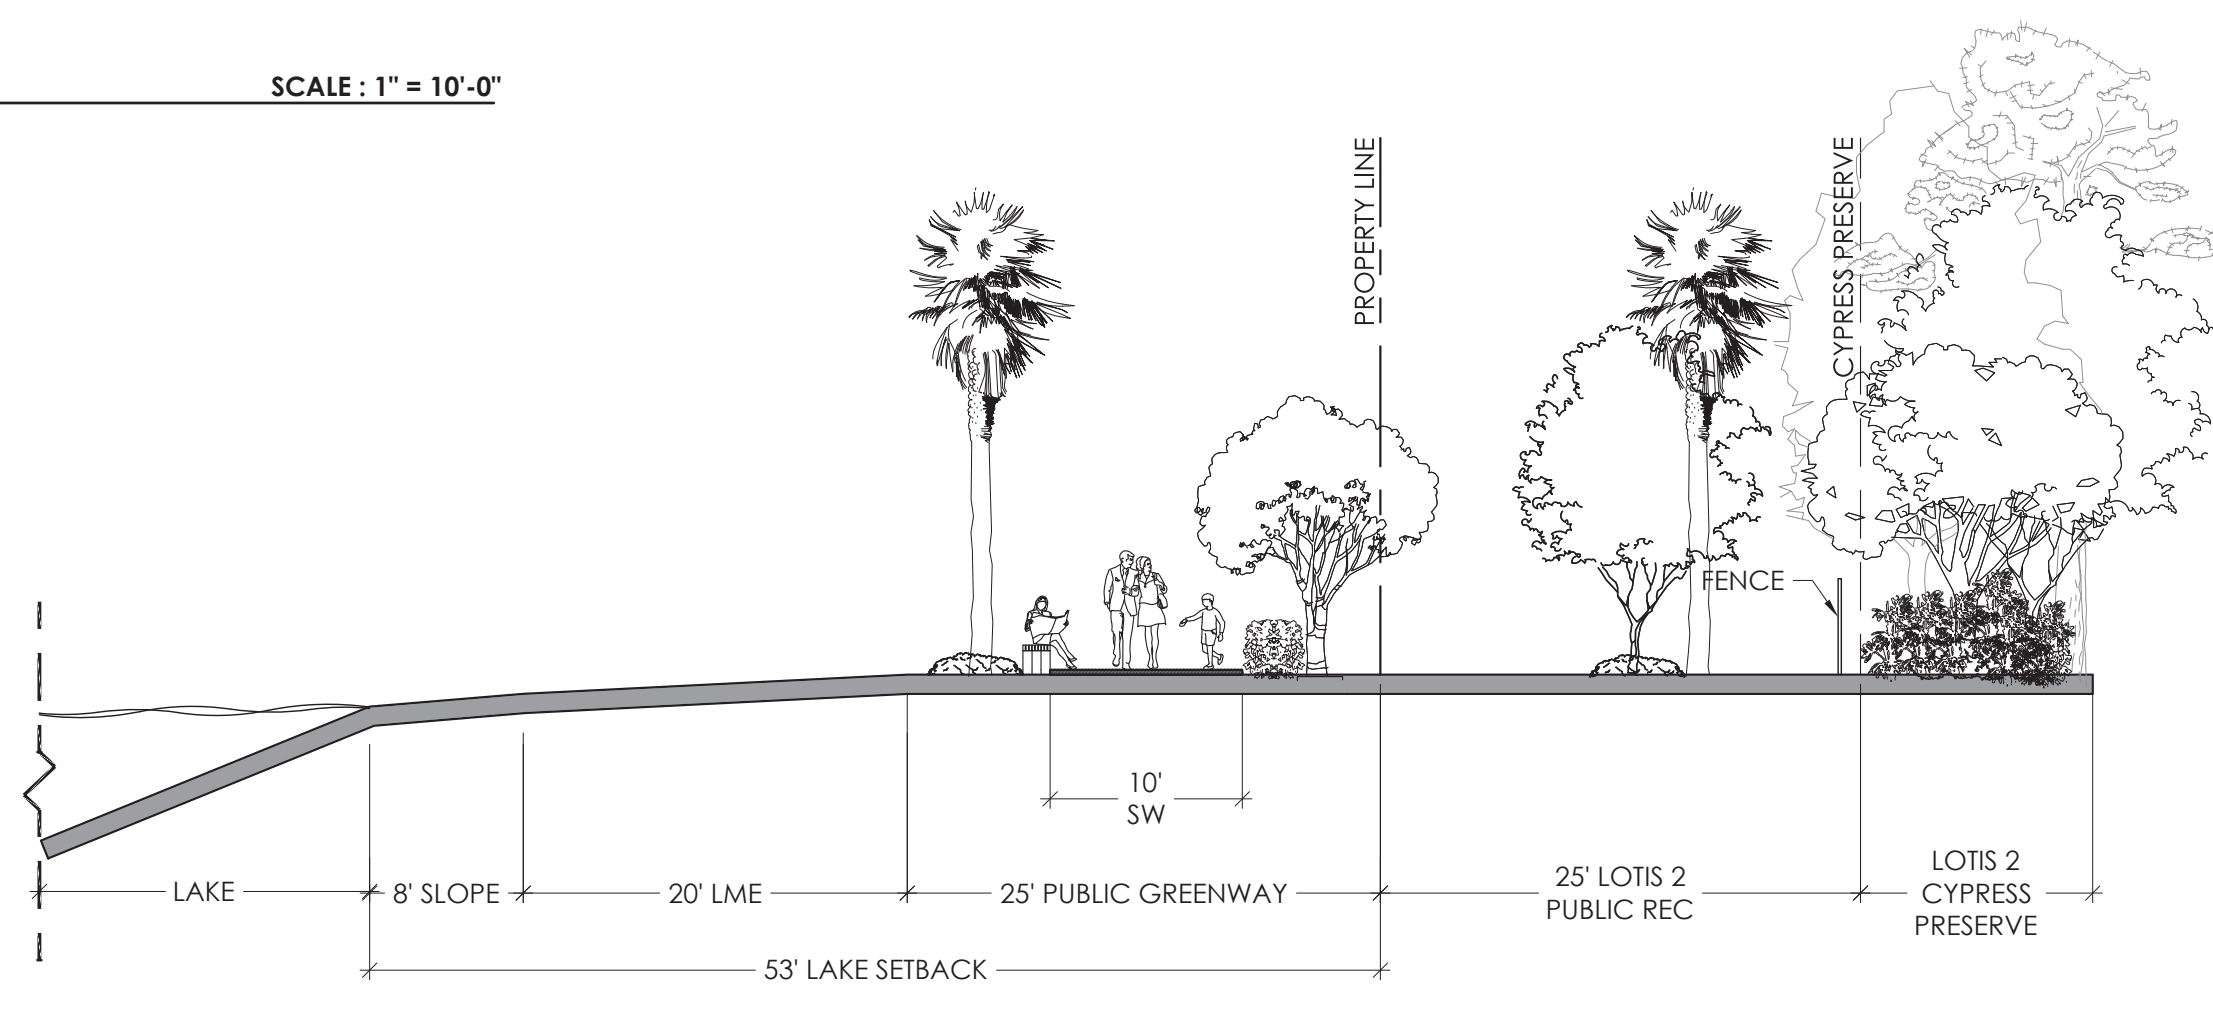 SCALE : 1" = 10'-0"
PROPERTY LINE
CYPRESS PRESERVE
FENCE
10'
SW
LAKE
8' SLOPE
20' LME
25' PUBLIC GREENWAY
25' LOTIS 2
PUBLIC REC
LOTIS 2
CYPRESS
PRESERVE
53' LAKE SETBACK